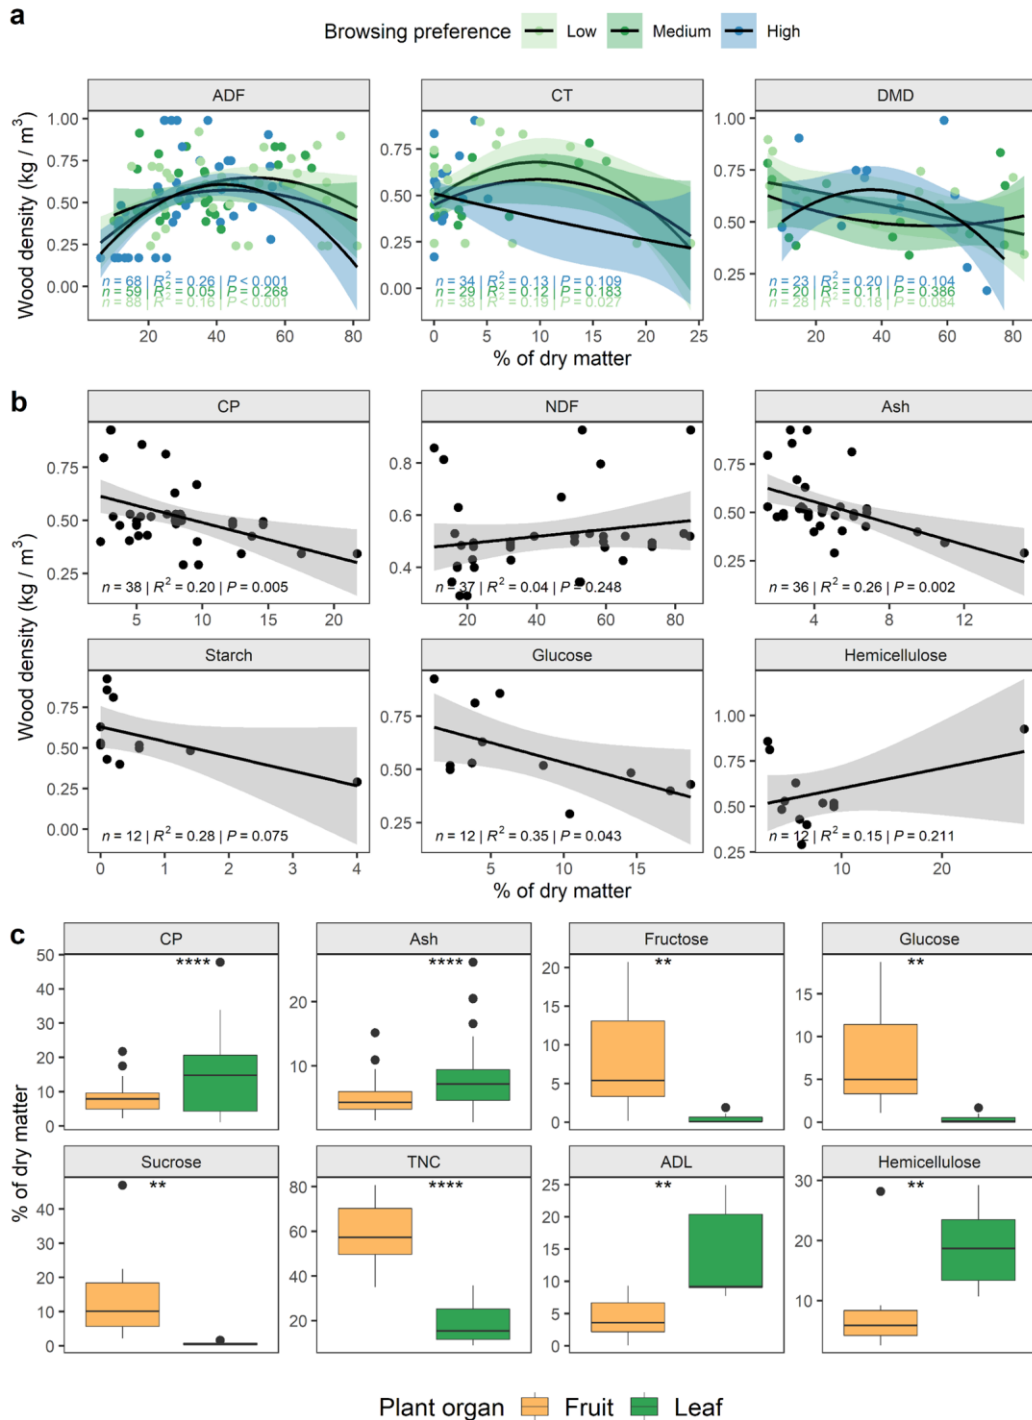 a
Browsing preference Low Medium High
ADF CT DMD
Wood density (kg / m³)
1.00
0.75
0.50
0.25
0.00
n = 68 | R² = 0.26 | P < 0.001
n = 59 | R² = 0.05 | P = 0.268
n = 88 | R² = 0.16 | P < 0.001
20 40 60 80
0.75
0.50
0.25
0.00
n = 34 | R² = 0.13 | P = 0.109
n = 29 | R² = 0.12 | P = 0.183
n = 38 | R² = 0.19 | P = 0.027
0 5 10 15 20 25
1.00
0.75
0.50
0.25
n = 23 | R² = 0.20 | P = 0.104
n = 20 | R² = 0.11 | P = 0.386
n = 28 | R² = 0.18 | P = 0.084
20 40 60 80
% of dry matter
b
CP NDF Ash
Wood density (kg / m³)
0.75
0.50
0.25
n = 38 | R² = 0.20 | P = 0.005
5 10 15 20
0.8
0.6
0.4
n = 37 | R² = 0.04 | P = 0.248
20 40 60 80
0.75
0.50
0.25
0.00
n = 36 | R² = 0.26 | P = 0.002
4 8 12
Starch Glucose Hemicellulose
0.75
0.50
0.25
0.00
n = 12 | R² = 0.28 | P = 0.075
0 1 2 3 4
0.75
0.50
0.25
n = 12 | R² = 0.35 | P = 0.043
5 10 15
1.00
0.75
0.50
0.25
n = 12 | R² = 0.15 | P = 0.211
10 20
% of dry matter
c
CP Ash Fructose Glucose
% of dry matter
50
40
30
20
10
0
****
20
10
****
20
15
10
5
0
**
15
10
5
0
**
Sucrose TNC ADL Hemicellulose
40
30
20
10
0
**
80
60
40
20
****
25
20
15
10
5
0
**
30
20
10
**
Plant organ Fruit Leaf